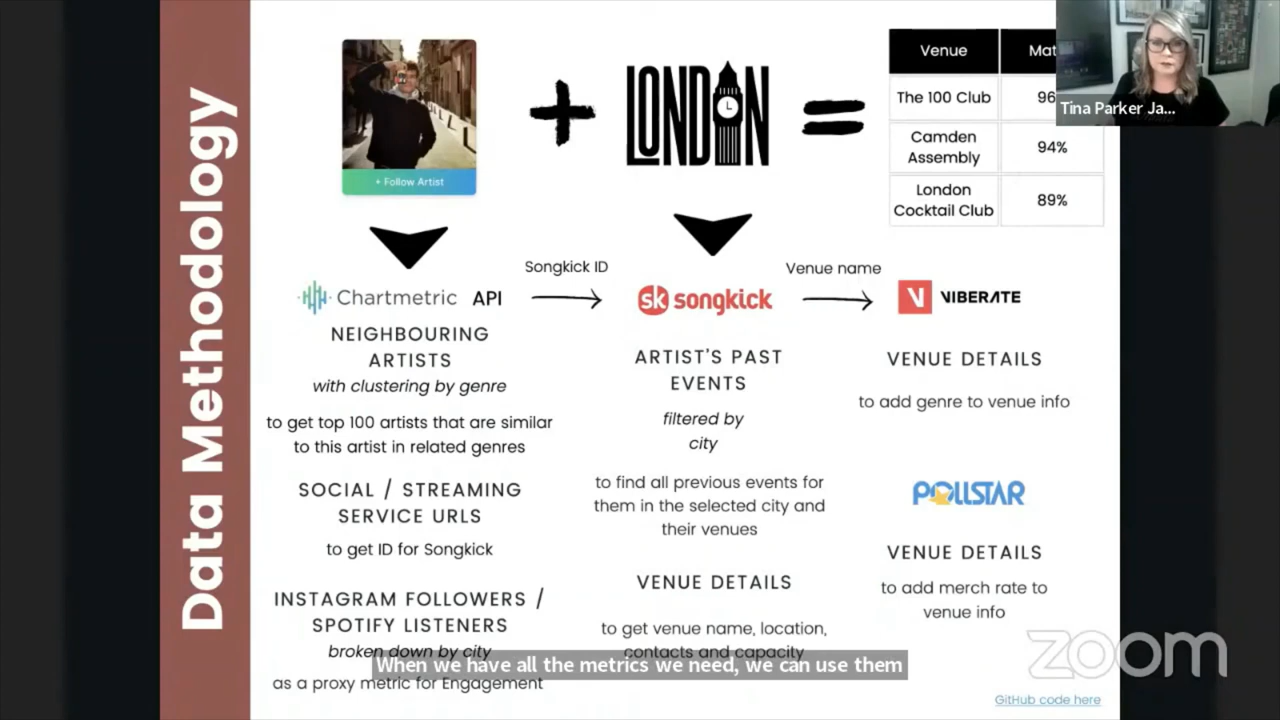 Data Methodology
+ Follow Artist
LONDON
Venue
Mat
The 100 Club
96
Camden
Assembly
94%
London
Cocktail Club
89%
Tina Parker Ja...
Songkick ID
Venue name
Chartmetric API
sk songkick
V VIBERATE
NEIGHBOURING
ARTISTS
with clustering by genre
to get top 100 artists that are similar
to this artist in related genres
SOCIAL / STREAMING
SERVICE URLS
to get ID for Songkick
INSTAGRAM FOLLOWERS /
SPOTIFY LISTENERS
broken down by city
as a proxy metric for Engagement
ARTIST'S PAST
EVENTS
filtered by
city
to find all previous events for
them in the selected city and
their venues
VENUE DETAILS
to get venue name, location,
contacts and capacity
VENUE DETAILS
to add genre to venue info
POLLSTAR
VENUE DETAILS
to add merch rate to
venue info
When we have all the metrics we need, we can use them
zoom
GitHub code here